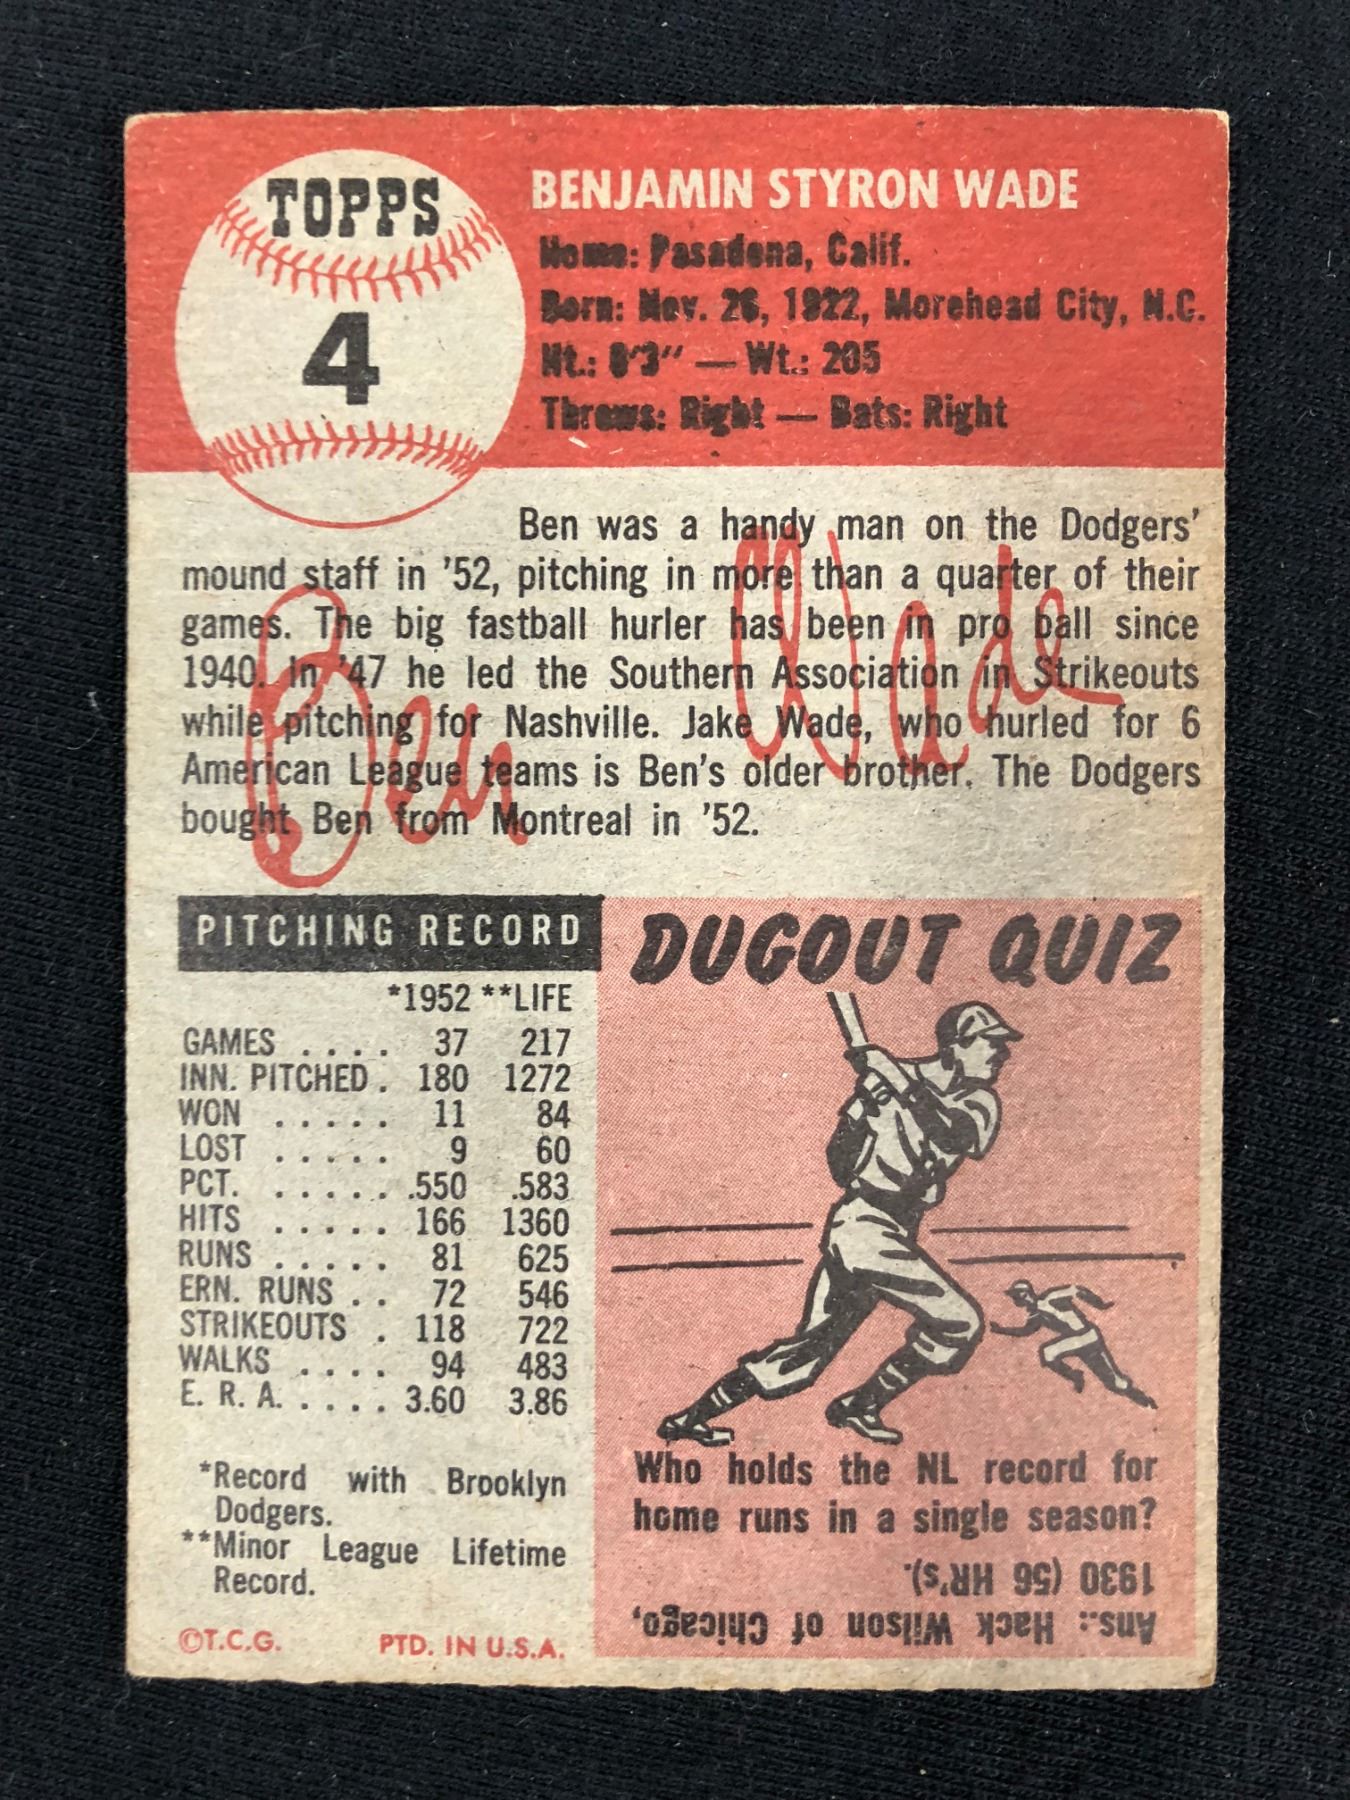 TOPPS
4
BENJAMIN STYRON WADE
Home: Pasadena, Calif.
Born: Nov. 26, 1922, Morehead City, N.C.
Ht.: 6'3" — Wt.: 205
Throws: Right — Bats: Right
Ben was a handy man on the Dodgers'
mound staff in '52, pitching in more than a quarter of their
games. The big fastball hurler has been in pro ball since
1940. In '47 he led the Southern Association in Strikeouts
while pitching for Nashville. Jake Wade, who hurled for 6
American League teams is Ben's older brother. The Dodgers
bought Ben from Montreal in '52.
Ben Wade
PITCHING RECORD
*1952 **LIFE
GAMES . . . . 37 217
INN. PITCHED . 180 1272
WON . . . . . 11 84
LOST . . . . . 9 60
PCT. . . . . . .550 .583
HITS . . . . . 166 1360
RUNS . . . . . 81 625
ERN. RUNS . . 72 546
STRIKEOUTS . 118 722
WALKS . . . . 94 483
E. R. A. . . . . 3.60 3.86
*Record with Brooklyn
Dodgers.
**Minor League Lifetime
Record.
©T.C.G. PTD. IN U.S.A.
DUGOUT QUIZ
Who holds the NL record for
home runs in a single season?
Ans.: Hack Wilson of Chicago,
1930 (56 HR's).